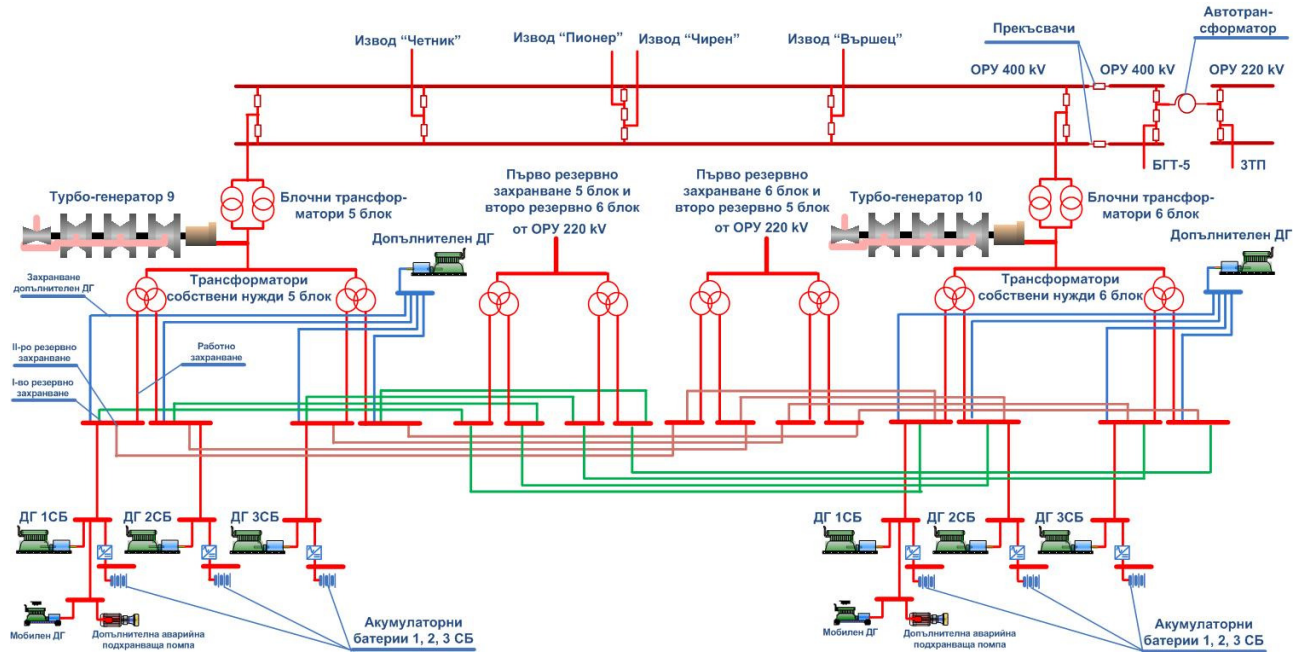 Извод “Четник”
Извод “Пионер”
Извод “Чирен”
Извод “Вършец”
Прекъсвачи
Автотран-
сформатор
ОРУ 400 kV
ОРУ 400 kV
ОРУ 220 kV
БГТ-5
3ТП
Турбо-генератор 9
Блочни трансфор-
матори 5 блок
Първо резервно
захранване 5 блок и
второ резервно 6 блок
от ОРУ 220 kV
Първо резервно
захранване 6 блок и
второ резервно 5 блок
от ОРУ 220 kV
Турбо-генератор 10
Блочни трансфор-
матори 6 блок
Допълнителен ДГ
Допълнителен ДГ
Захранване
допълнителен ДГ
Трансформатори
собствени нужди 5 блок
Трансформатори
собствени нужди 6 блок
II-ро резервно
захранване
Работно
захранване
I-во резервно
захранване
ДГ 1СБ
ДГ 2СБ
ДГ 3СБ
ДГ 1СБ
ДГ 2СБ
ДГ 3СБ
Мобилен ДГ
Допълнителна аварийна
подхранваща помпа
Акумулаторни
батерии 1, 2, 3 СБ
Мобилен ДГ
Допълнителна аварийна
подхранваща помпа
Акумулаторни
батерии 1, 2, 3 СБ